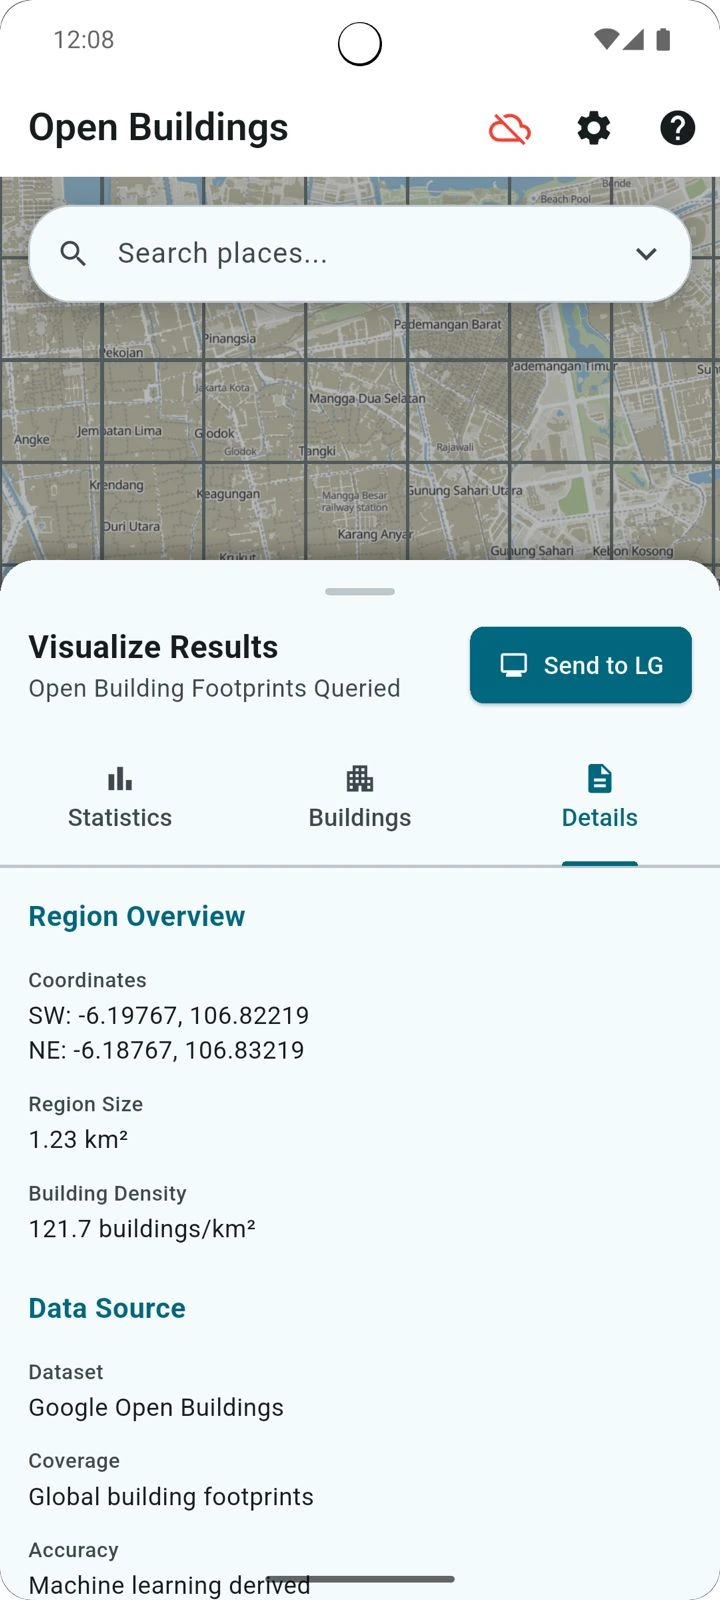 12:08
Open Buildings
Beach Pool
Search places...
Pademangan Barat
Pinangsia
Pekojan
Pademangan Timur
Jakarta Kota
Mangga Dua Selatan
Jembatan Lima
Glodok
Angke
Rajawali
Glodok
Tangki
Krendang
Keagungan
Mangga Besar
railway station
Gunung Sahari Utara
Duri Utara
Karang Anyar
Krukut
Gunung Sahari
Kebon Kosong
Visualize Results
Open Building Footprints Queried
Send to LG
Statistics
Buildings
Details
Region Overview
Coordinates
SW: -6.19767, 106.82219
NE: -6.18767, 106.83219
Region Size
1.23 km²
Building Density
121.7 buildings/km²
Data Source
Dataset
Google Open Buildings
Coverage
Global building footprints
Accuracy
Machine learning derived